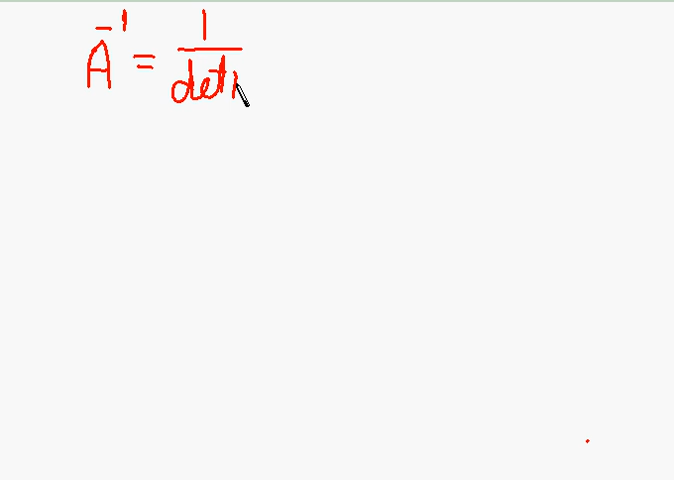 A⁻¹ = 1/det